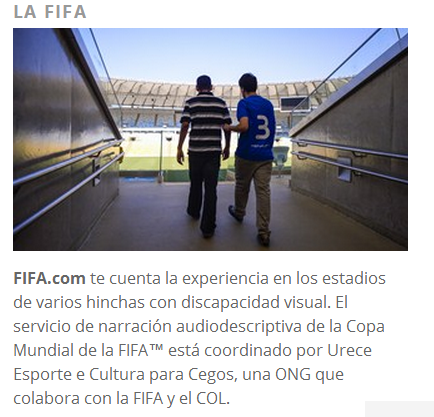 LA FIFA
3
FIFA.com te cuenta la experiencia en los estadios
de varios hinchas con discapacidad visual. El
servicio de narración audiodescriptiva de la Copa
Mundial de la FIFA™ está coordinado por Urece
Esporte e Cultura para Cegos, una ONG que
colabora con la FIFA y el COL.